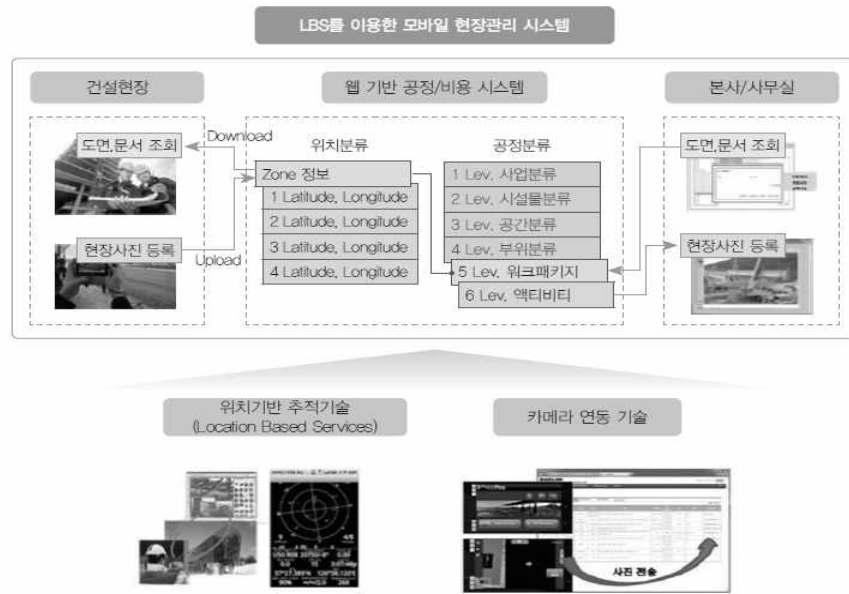 LBS를 이용한 모바일 현장관리 시스템
건설현장
웹 기반 공정/비용 시스템
본사/사무실
도면,문서 조회
Download
현장사진 등록
Upload
위치분류
Zone 정보
1 Latitude, Longitude
2 Latitude, Longitude
3 Latitude, Longitude
4 Latitude, Longitude
공정분류
1 Lev. 사업분류
2 Lev. 시설물분류
3 Lev. 공간분류
4 Lev. 부위분류
5 Lev. 워크패키지
6 Lev. 액티비티
도면,문서 조회
현장사진 등록
위치기반 추적기술
(Location Based Services)
카메라 연동 기술
사진 전송